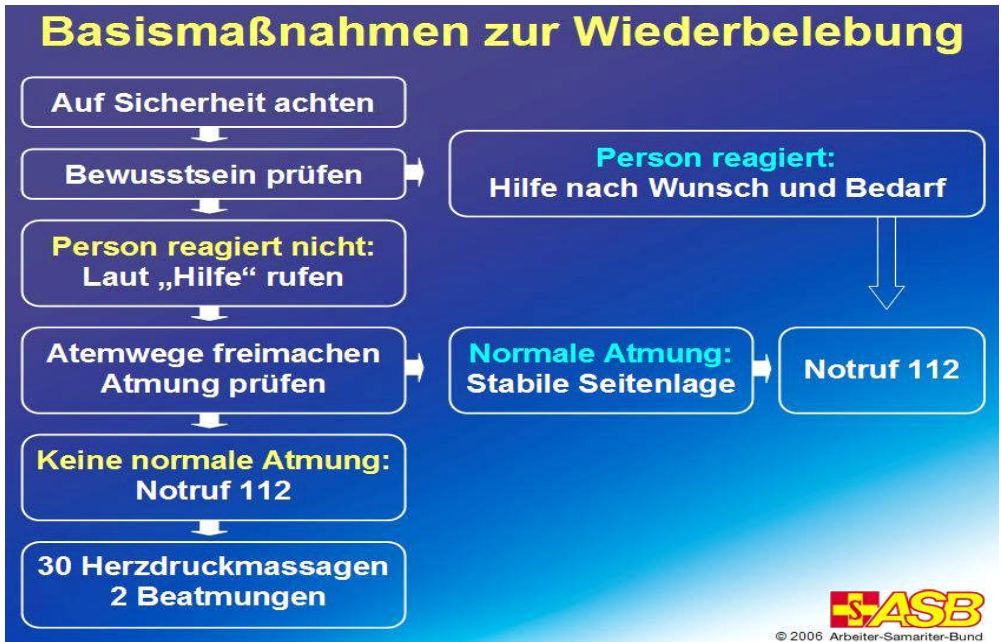 Basismaßnahmen zur Wiederbelebung
Auf Sicherheit achten
Bewusstsein prüfen
Person reagiert:
Hilfe nach Wunsch und Bedarf
Person reagiert nicht:
Laut „Hilfe“ rufen
Atemwege freimachen
Atmung prüfen
Normale Atmung:
Stabile Seitenlage
Notruf 112
Keine normale Atmung:
Notruf 112
30 Herzdruckmassagen
2 Beatmungen
S ASB
© 2006 Arbeiter-Samariter-Bund